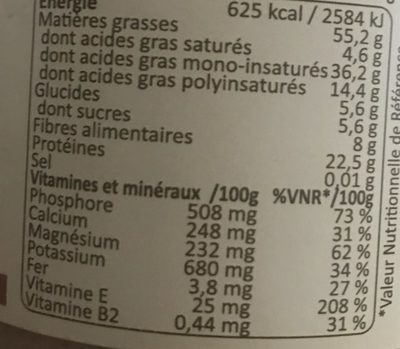 Énergie 625 kcal / 2584 kJ
Matières grasses 55,2 g
dont acides gras saturés 4,6 g
dont acides gras mono-insaturés 36,2 g
dont acides gras polyinsaturés 14,4 g
Glucides 5,6 g
dont sucres 5,6 g
Fibres alimentaires 8 g
Protéines 22,5 g
Sel 0,01 g
Vitamines et minéraux /100g %VNR*/100g
Phosphore 508 mg 73 %
Calcium 248 mg 31 %
Magnésium 232 mg 62 %
Potassium 680 mg 34 %
Fer 3,8 mg 27 %
Vitamine E 25 mg 208 %
Vitamine B2 0,44 mg 31 %
*Valeur Nutritionnelle de Référence